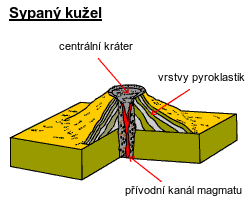 Sypaný kužel
centrální kráter
vrstvy pyroklastik
přívodní kanál magmatu